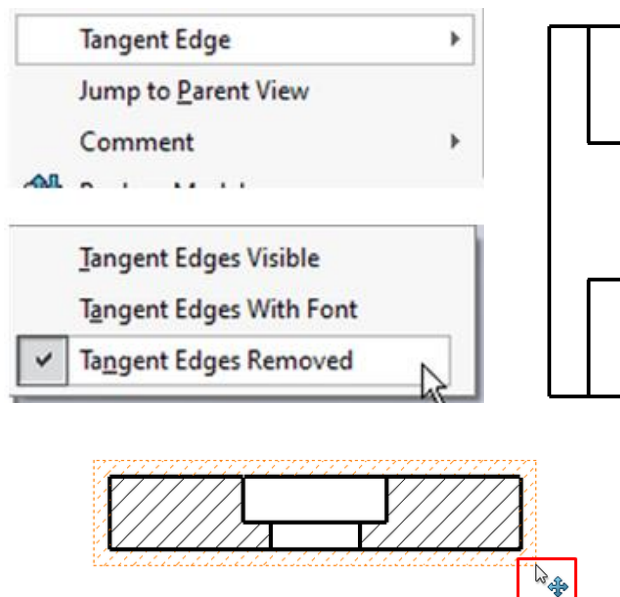 Tangent Edge
Jump to Parent View
Comment
Tangent Edges Visible
Tangent Edges With Font
Tangent Edges Removed